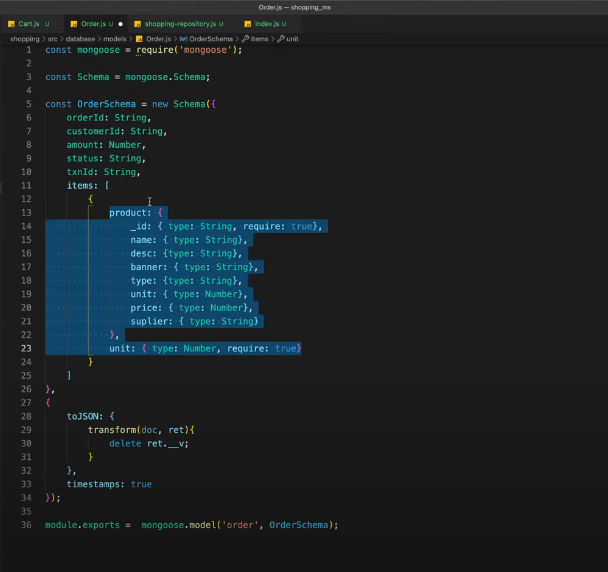 Order.js — shopping_ms
Cart.js U Order.js U ● shopping-repository.js U index.js U
shopping > src > database > models > Order.js > OrderSchema > items > unit
1 const mongoose = require('mongoose');
2
3 const Schema = mongoose.Schema;
4
5 const OrderSchema = new Schema({
6 orderId: String,
7 customerId: String,
8 amount: Number,
9 status: String,
10 txnId: String,
11 items: [
12 {
13 product: {
14 _id: { type: String, require: true},
15 name: { type: String},
16 desc: {type: String},
17 banner: { type: String},
18 type: {type: String},
19 unit: { type: Number},
20 price: { type: Number},
21 suplier: { type: String}
22 },
23 unit: { type: Number, require: true}
24 }
25 ]
26 },
27 {
28 toJSON: {
29 transform(doc, ret){
30 delete ret.__v;
31 }
32 },
33 timestamps: true
34 });
35
36 module.exports = mongoose.model('order', OrderSchema);